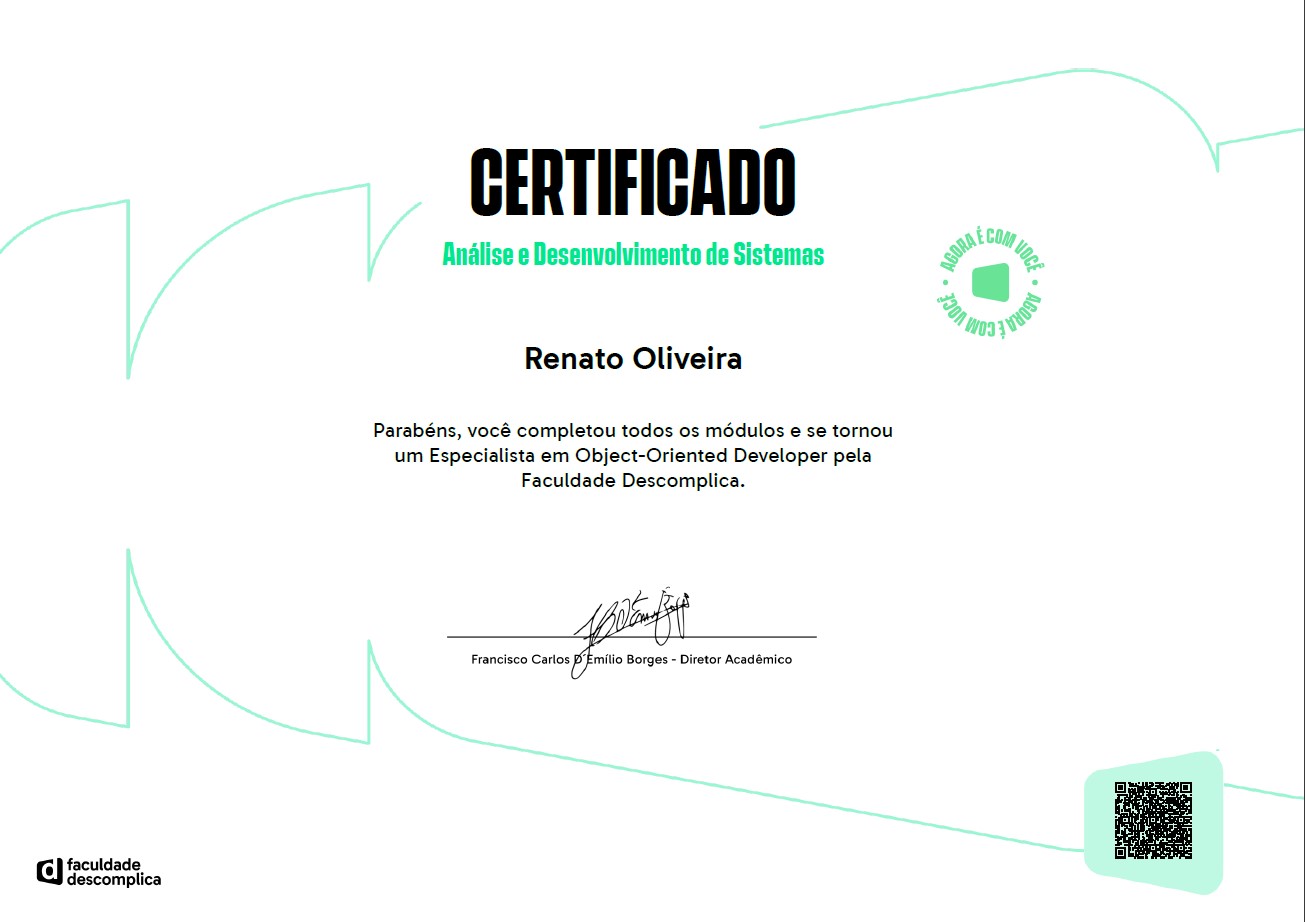 CERTIFICADO
Análise e Desenvolvimento de Sistemas
AGORA É COM VOCÊ • AGORA É COM VOCÊ •
Renato Oliveira
Parabéns, você completou todos os módulos e se tornou
um Especialista em Object-Oriented Developer pela
Faculdade Descomplica.
Francisco Carlos D´Emílio Borges - Diretor Acadêmico
d faculdade
descomplica